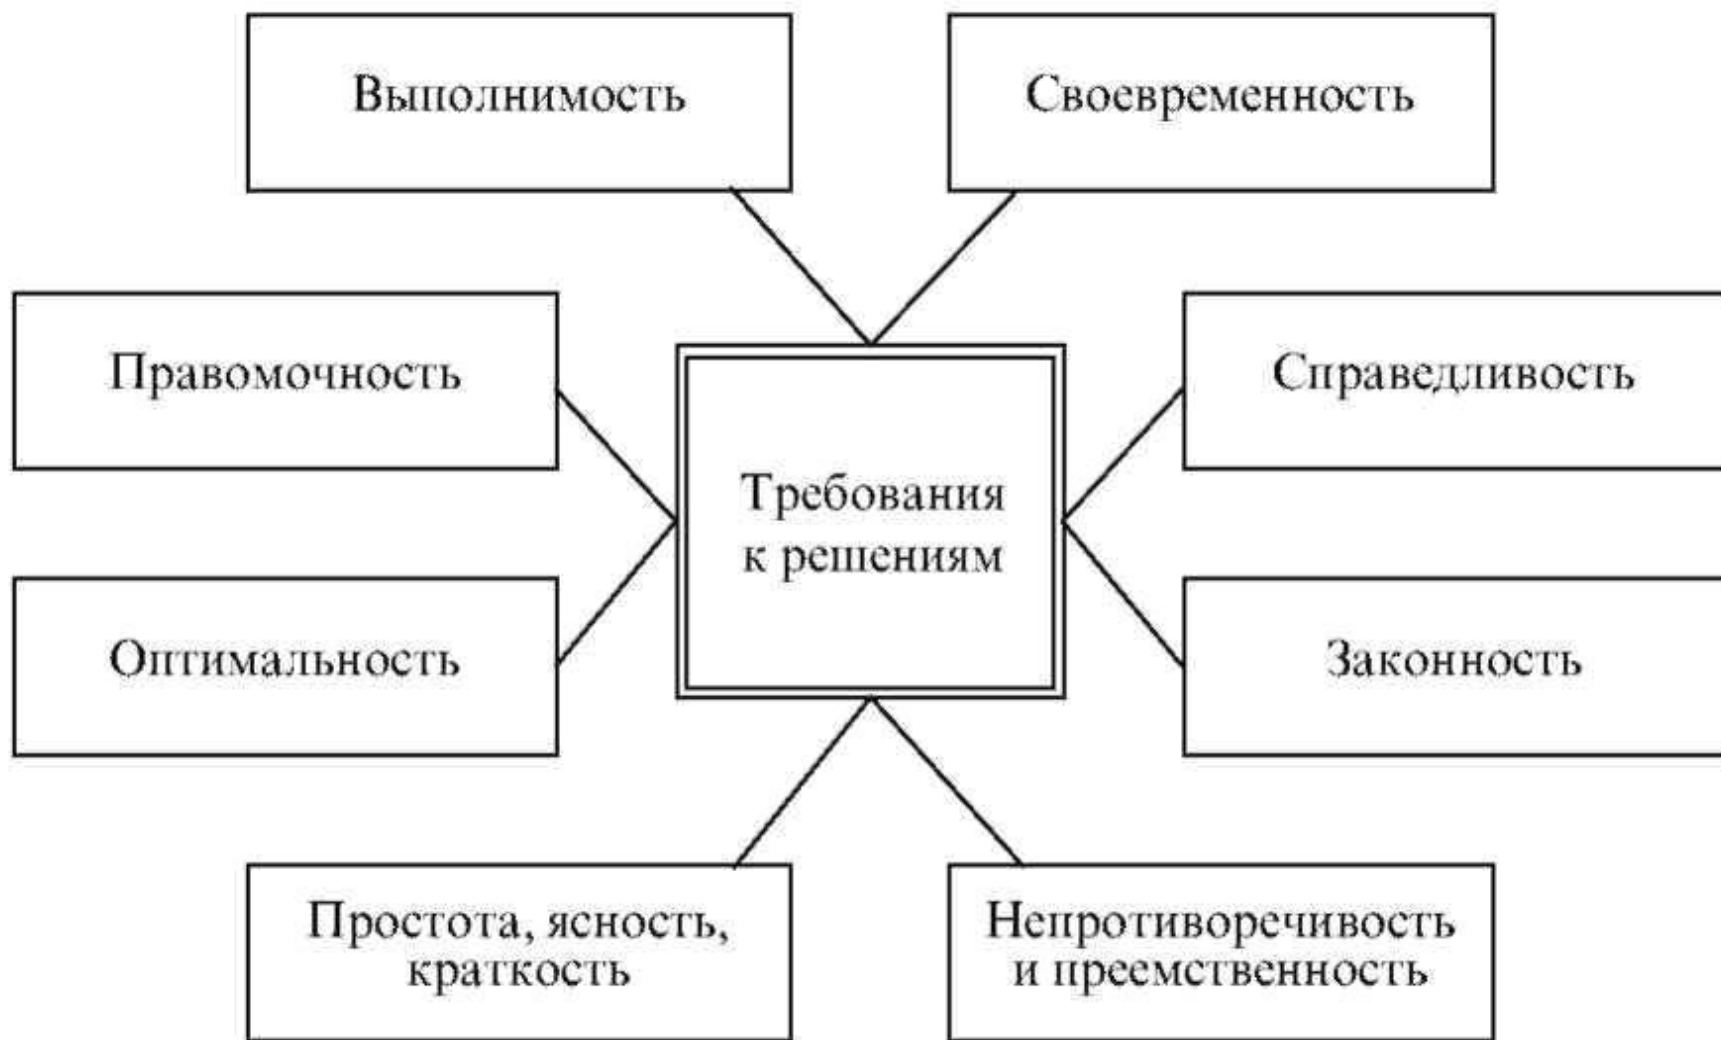 Выполнимость
Своевременность
Правомочность
Справедливость
Требования
к решениям
Оптимальность
Законность
Простота, ясность,
краткость
Непротиворечивость
и преемственность